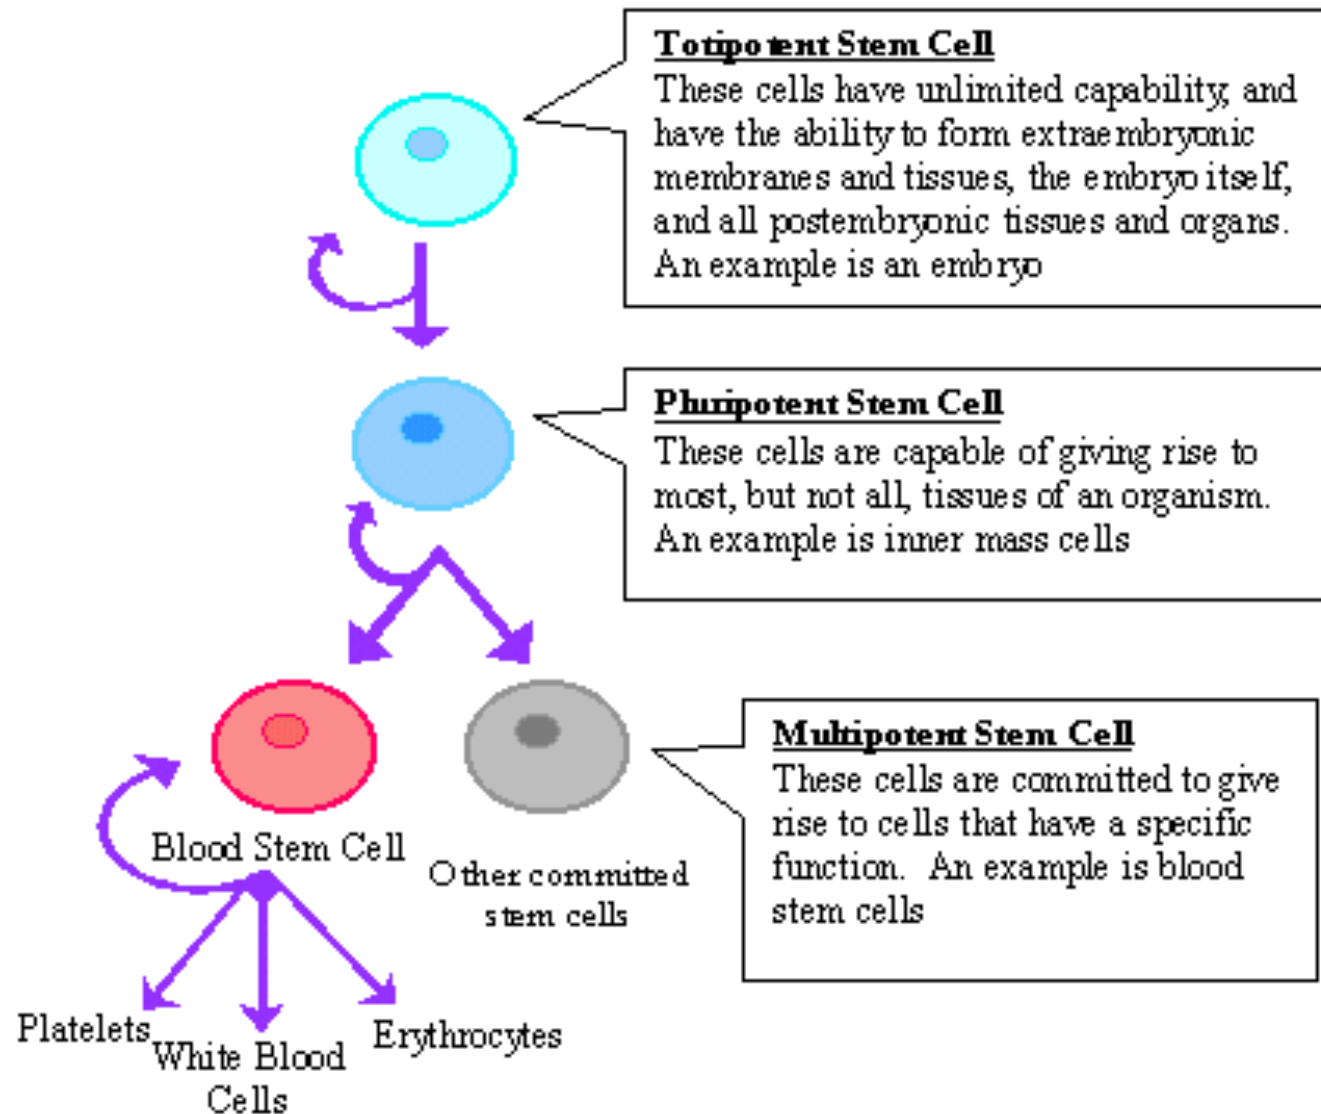 Totipotent Stem Cell
These cells have unlimited capability, and
have the ability to form extraembryonic
membranes and tissues, the embryo itself,
and all postembryonic tissues and organs.
An example is an embryo
Pluripotent Stem Cell
These cells are capable of giving rise to
most, but not all, tissues of an organism.
An example is inner mass cells
Multipotent Stem Cell
These cells are committed to give
rise to cells that have a specific
function. An example is blood
stem cells
Blood Stem Cell
Other committed
stem cells
Platelets
White Blood
Cells
Erythrocytes